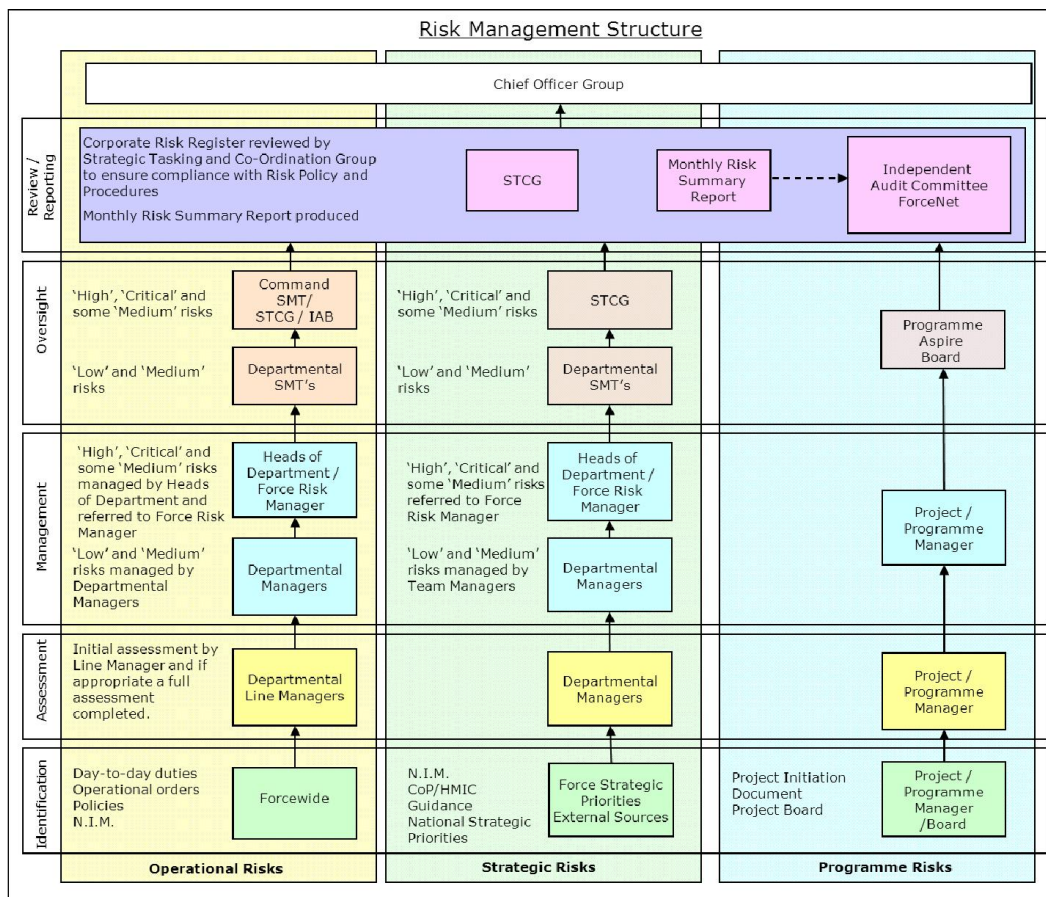 Risk Management Structure
Chief Officer Group
Review /
Reporting
Corporate Risk Register reviewed by
Strategic Tasking and Co-Ordination Group
to ensure compliance with Risk Policy and
Procedures
Monthly Risk Summary Report produced
STCG
Monthly Risk
Summary
Report
Independent
Audit Committee
ForceNet
Oversight
'High', 'Critical' and
some 'Medium' risks
Command
SMT/
STCG / IAB
'High', 'Critical' and
some 'Medium' risks
STCG
Programme
Aspire
Board
'Low' and 'Medium'
risks
Departmental
SMT's
'Low' and 'Medium'
risks
Departmental
SMT's
Management
'High', 'Critical' and
some 'Medium' risks
managed by Heads
of Department and
referred to Force Risk
Manager
Heads of
Department /
Force Risk
Manager
'High', 'Critical' and
some 'Medium' risks
referred to Force
Risk Manager
Heads of
Department
/ Force Risk
Manager
Project /
Programme
Manager
'Low' and 'Medium'
risks managed by
Departmental
Managers
Departmental
Managers
'Low' and 'Medium'
risks managed by
Team Managers
Departmental
Managers
Assessment
Initial assessment by
Line Manager and if
appropriate a full
assessment
completed.
Departmental
Line Managers
Departmental
Managers
Project /
Programme
Manager
Identification
Day-to-day duties
Operational orders
Policies
N.I.M.
Forcewide
N.I.M.
CoP/HMIC
Guidance
National Strategic
Priorities
Force Strategic
Priorities
External Sources
Project Initiation
Document
Project Board
Project /
Programme
Manager
/Board
Operational Risks
Strategic Risks
Programme Risks